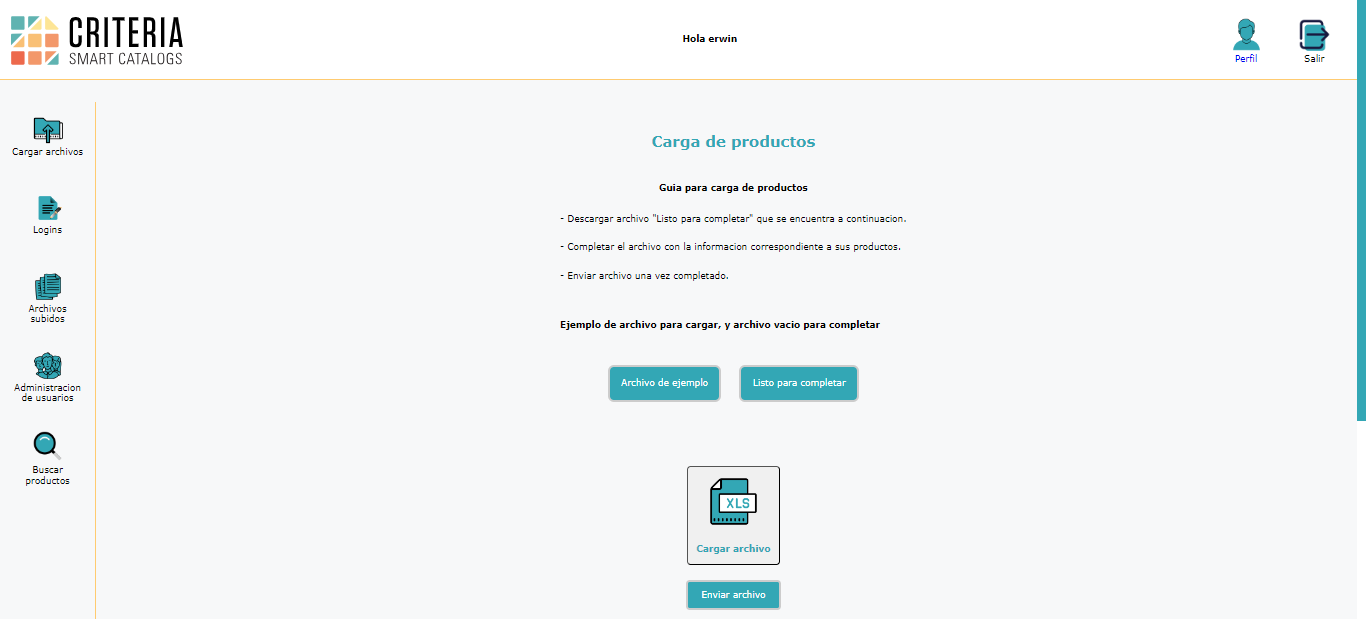 CRITERIA
SMART CATALOGS
Hola erwin
Perfil
Salir
Cargar archivos
Logins
Archivos
subidos
Administracion
de usuarios
Buscar
productos
Carga de productos
Guia para carga de productos
- Descargar archivo "Listo para completar" que se encuentra a continuacion.
- Completar el archivo con la informacion correspondiente a sus productos.
- Enviar archivo una vez completado.
Ejemplo de archivo para cargar, y archivo vacio para completar
Archivo de ejemplo
Listo para completar
XLS
Cargar archivo
Enviar archivo